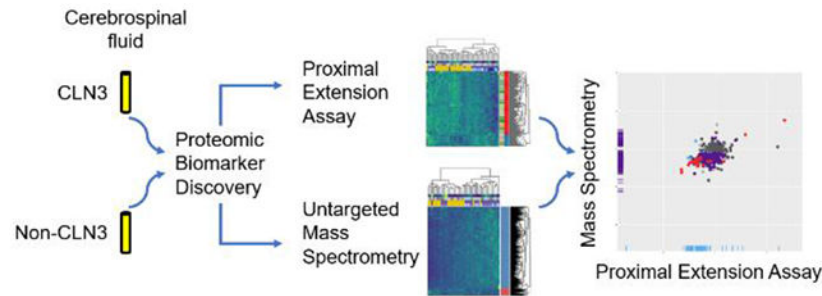 Cerebrospinal
fluid
CLN3
Non-CLN3
Proteomic
Biomarker
Discovery
Proximal
Extension
Assay
Untargeted
Mass
Spectrometry
Mass Spectrometry
Proximal Extension Assay